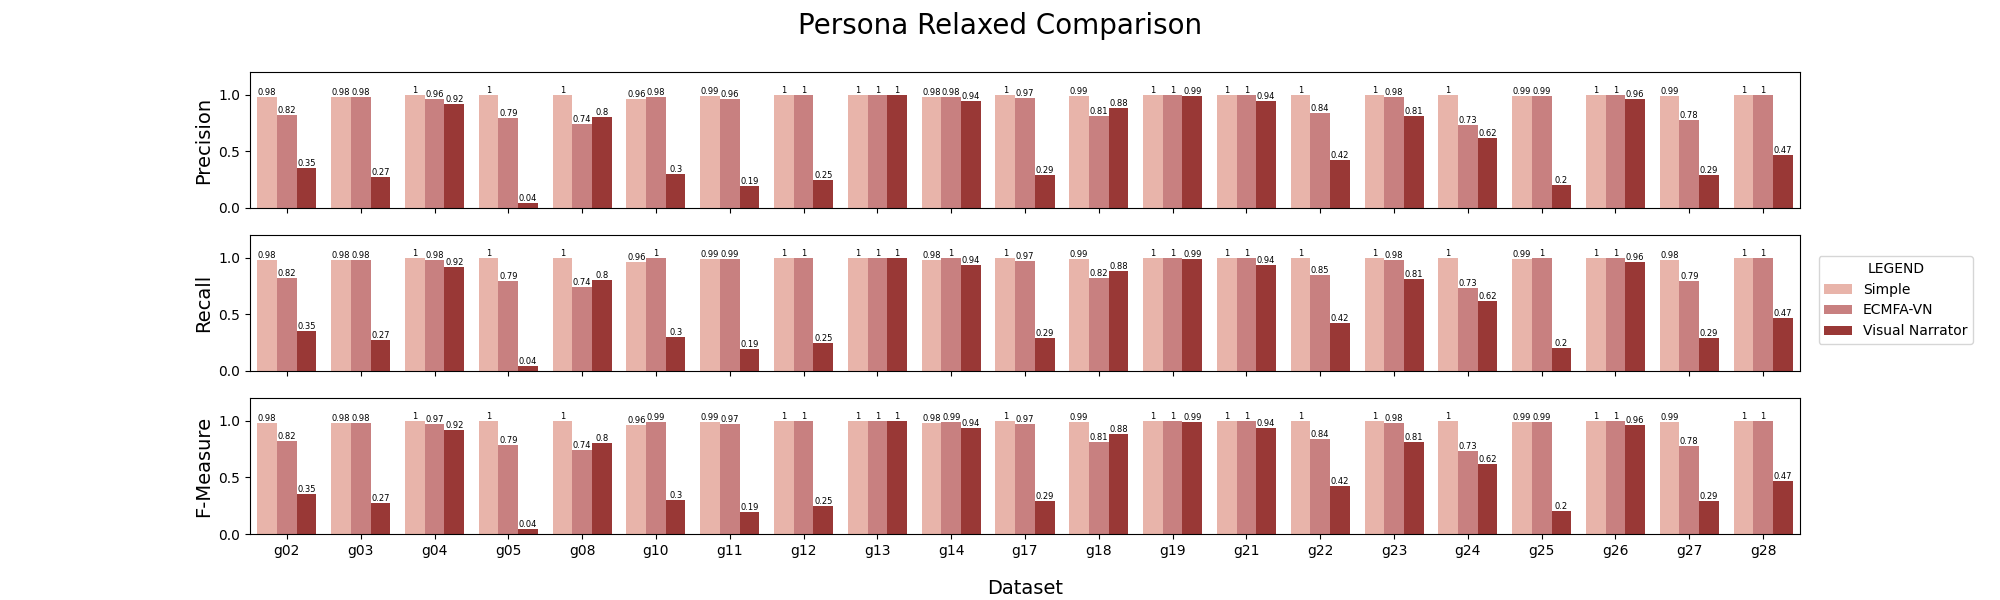 Persona Relaxed Comparison
Precision
1.0
0.5
0.0
0.98 0.82 0.35 0.98 0.98 0.27 1 0.96 0.92 1 0.79 0.04 1 0.74 0.8 0.96 0.98 0.3 0.99 0.96 0.19 1 1 0.25 1 1 1 0.98 0.98 0.94 1 0.97 0.29 0.99 0.81 0.88 1 1 0.99 1 1 0.94 1 0.84 0.42 1 0.98 0.81 1 0.73 0.62 0.99 0.99 0.2 1 1 0.96 0.99 0.78 0.29 1 1 0.47
Recall
1.0
0.5
0.0
0.98 0.82 0.35 0.98 0.98 0.27 1 0.98 0.92 1 0.79 0.04 1 0.74 0.8 0.96 1 0.3 0.99 0.99 0.19 1 1 0.25 1 1 1 0.98 1 0.94 1 0.97 0.29 0.99 0.82 0.88 1 1 0.99 1 1 0.94 1 0.85 0.42 1 0.98 0.81 1 0.73 0.62 0.99 1 0.2 1 1 0.96 0.98 0.79 0.29 1 1 0.47
LEGEND
Simple
ECMFA-VN
Visual Narrator
F-Measure
1.0
0.5
0.0
0.98 0.82 0.35 0.98 0.98 0.27 1 0.97 0.92 1 0.79 0.04 1 0.74 0.8 0.96 0.99 0.3 0.99 0.97 0.19 1 1 0.25 1 1 1 0.98 0.99 0.94 1 0.97 0.29 0.99 0.81 0.88 1 1 0.99 1 1 0.94 1 0.84 0.42 1 0.98 0.81 1 0.73 0.62 0.99 0.99 0.2 1 1 0.96 0.99 0.78 0.29 1 1 0.47
g02 g03 g04 g05 g08 g10 g11 g12 g13 g14 g17 g18 g19 g21 g22 g23 g24 g25 g26 g27 g28
Dataset